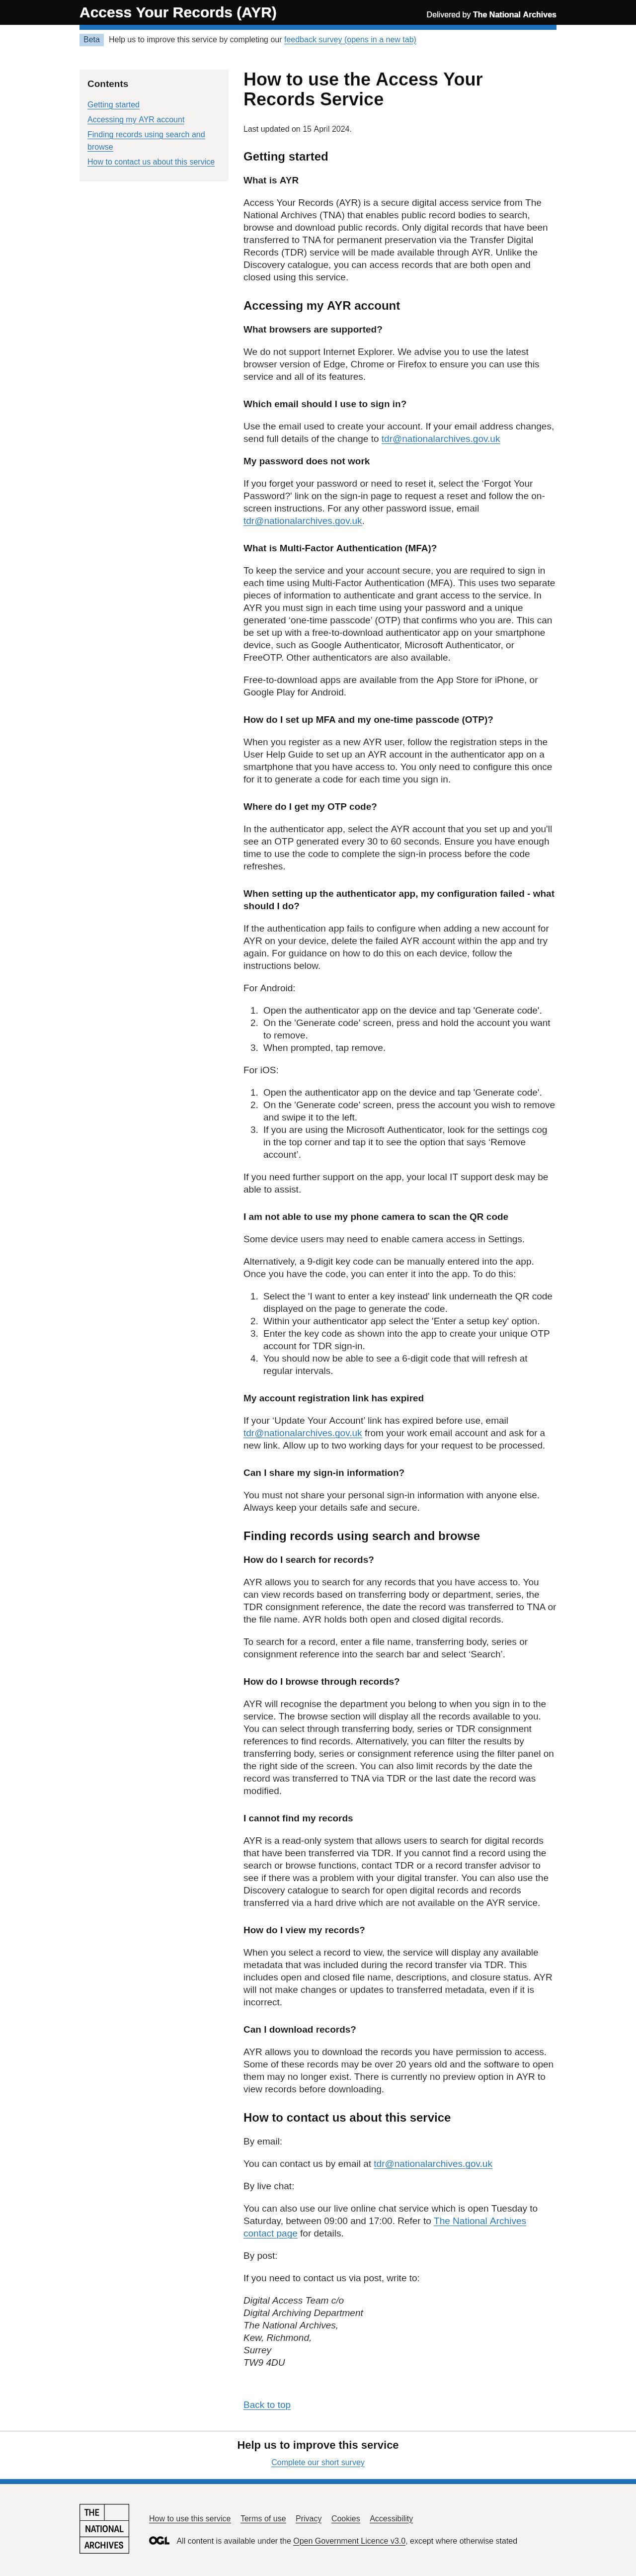 Access Your Records (AYR)
Delivered by The National Archives
Beta Help us to improve this service by completing our feedback survey (opens in a new tab)
Contents
Getting started
Accessing my AYR account
Finding records using search and
browse
How to contact us about this service
How to use the Access Your
Records Service
Last updated on 15 April 2024.
Getting started
What is AYR
Access Your Records (AYR) is a secure digital access service from The
National Archives (TNA) that enables public record bodies to search,
browse and download public records. Only digital records that have been
transferred to TNA for permanent preservation via the Transfer Digital
Records (TDR) service will be made available through AYR. Unlike the
Discovery catalogue, you can access records that are both open and
closed using this service.
Accessing my AYR account
What browsers are supported?
We do not support Internet Explorer. We advise you to use the latest
browser version of Edge, Chrome or Firefox to ensure you can use this
service and all of its features.
Which email should I use to sign in?
Use the email used to create your account. If your email address changes,
send full details of the change to tdr@nationalarchives.gov.uk
My password does not work
If you forget your password or need to reset it, select the ‘Forgot Your
Password?' link on the sign-in page to request a reset and follow the on-
screen instructions. For any other password issue, email
tdr@nationalarchives.gov.uk.
What is Multi-Factor Authentication (MFA)?
To keep the service and your account secure, you are required to sign in
each time using Multi-Factor Authentication (MFA). This uses two separate
pieces of information to authenticate and grant access to the service. In
AYR you must sign in each time using your password and a unique
generated ‘one-time passcode’ (OTP) that confirms who you are. This can
be set up with a free-to-download authenticator app on your smartphone
device, such as Google Authenticator, Microsoft Authenticator, or
FreeOTP. Other authenticators are also available.
Free-to-download apps are available from the App Store for iPhone, or
Google Play for Android.
How do I set up MFA and my one-time passcode (OTP)?
When you register as a new AYR user, follow the registration steps in the
User Help Guide to set up an AYR account in the authenticator app on a
smartphone that you have access to. You only need to configure this once
for it to generate a code for each time you sign in.
Where do I get my OTP code?
In the authenticator app, select the AYR account that you set up and you'll
see an OTP generated every 30 to 60 seconds. Ensure you have enough
time to use the code to complete the sign-in process before the code
refreshes.
When setting up the authenticator app, my configuration failed - what
should I do?
If the authentication app fails to configure when adding a new account for
AYR on your device, delete the failed AYR account within the app and try
again. For guidance on how to do this on each device, follow the
instructions below.
For Android:
1. Open the authenticator app on the device and tap 'Generate code'.
2. On the 'Generate code' screen, press and hold the account you want
to remove.
3. When prompted, tap remove.
For iOS:
1. Open the authenticator app on the device and tap 'Generate code'.
2. On the 'Generate code' screen, press the account you wish to remove
and swipe it to the left.
3. If you are using the Microsoft Authenticator, look for the settings cog
in the top corner and tap it to see the option that says ‘Remove
account’.
If you need further support on the app, your local IT support desk may be
able to assist.
I am not able to use my phone camera to scan the QR code
Some device users may need to enable camera access in Settings.
Alternatively, a 9-digit key code can be manually entered into the app.
Once you have the code, you can enter it into the app. To do this:
1. Select the 'I want to enter a key instead' link underneath the QR code
displayed on the page to generate the code.
2. Within your authenticator app select the 'Enter a setup key' option.
3. Enter the key code as shown into the app to create your unique OTP
account for TDR sign-in.
4. You should now be able to see a 6-digit code that will refresh at
regular intervals.
My account registration link has expired
If your ‘Update Your Account’ link has expired before use, email
tdr@nationalarchives.gov.uk from your work email account and ask for a
new link. Allow up to two working days for your request to be processed.
Can I share my sign-in information?
You must not share your personal sign-in information with anyone else.
Always keep your details safe and secure.
Finding records using search and browse
How do I search for records?
AYR allows you to search for any records that you have access to. You
can view records based on transferring body or department, series, the
TDR consignment reference, the date the record was transferred to TNA or
the file name. AYR holds both open and closed digital records.
To search for a record, enter a file name, transferring body, series or
consignment reference into the search bar and select ‘Search’.
How do I browse through records?
AYR will recognise the department you belong to when you sign in to the
service. The browse section will display all the records available to you.
You can select through transferring body, series or TDR consignment
references to find records. Alternatively, you can filter the results by
transferring body, series or consignment reference using the filter panel on
the right side of the screen. You can also limit records by the date the
record was transferred to TNA via TDR or the last date the record was
modified.
I cannot find my records
AYR is a read-only system that allows users to search for digital records
that have been transferred via TDR. If you cannot find a record using the
search or browse functions, contact TDR or a record transfer advisor to
see if there was a problem with your digital transfer. You can also use the
Discovery catalogue to search for open digital records and records
transferred via a hard drive which are not available on the AYR service.
How do I view my records?
When you select a record to view, the service will display any available
metadata that was included during the record transfer via TDR. This
includes open and closed file name, descriptions, and closure status. AYR
will not make changes or updates to transferred metadata, even if it is
incorrect.
Can I download records?
AYR allows you to download the records you have permission to access.
Some of these records may be over 20 years old and the software to open
them may no longer exist. There is currently no preview option in AYR to
view records before downloading.
How to contact us about this service
By email:
You can contact us by email at tdr@nationalarchives.gov.uk
By live chat:
You can also use our live online chat service which is open Tuesday to
Saturday, between 09:00 and 17:00. Refer to The National Archives
contact page for details.
By post:
If you need to contact us via post, write to:
Digital Access Team c/o
Digital Archiving Department
The National Archives,
Kew, Richmond,
Surrey
TW9 4DU
Back to top
Help us to improve this service
Complete our short survey
THE
NATIONAL
ARCHIVES
How to use this service Terms of use Privacy Cookies Accessibility
OGL All content is available under the Open Government Licence v3.0, except where otherwise stated